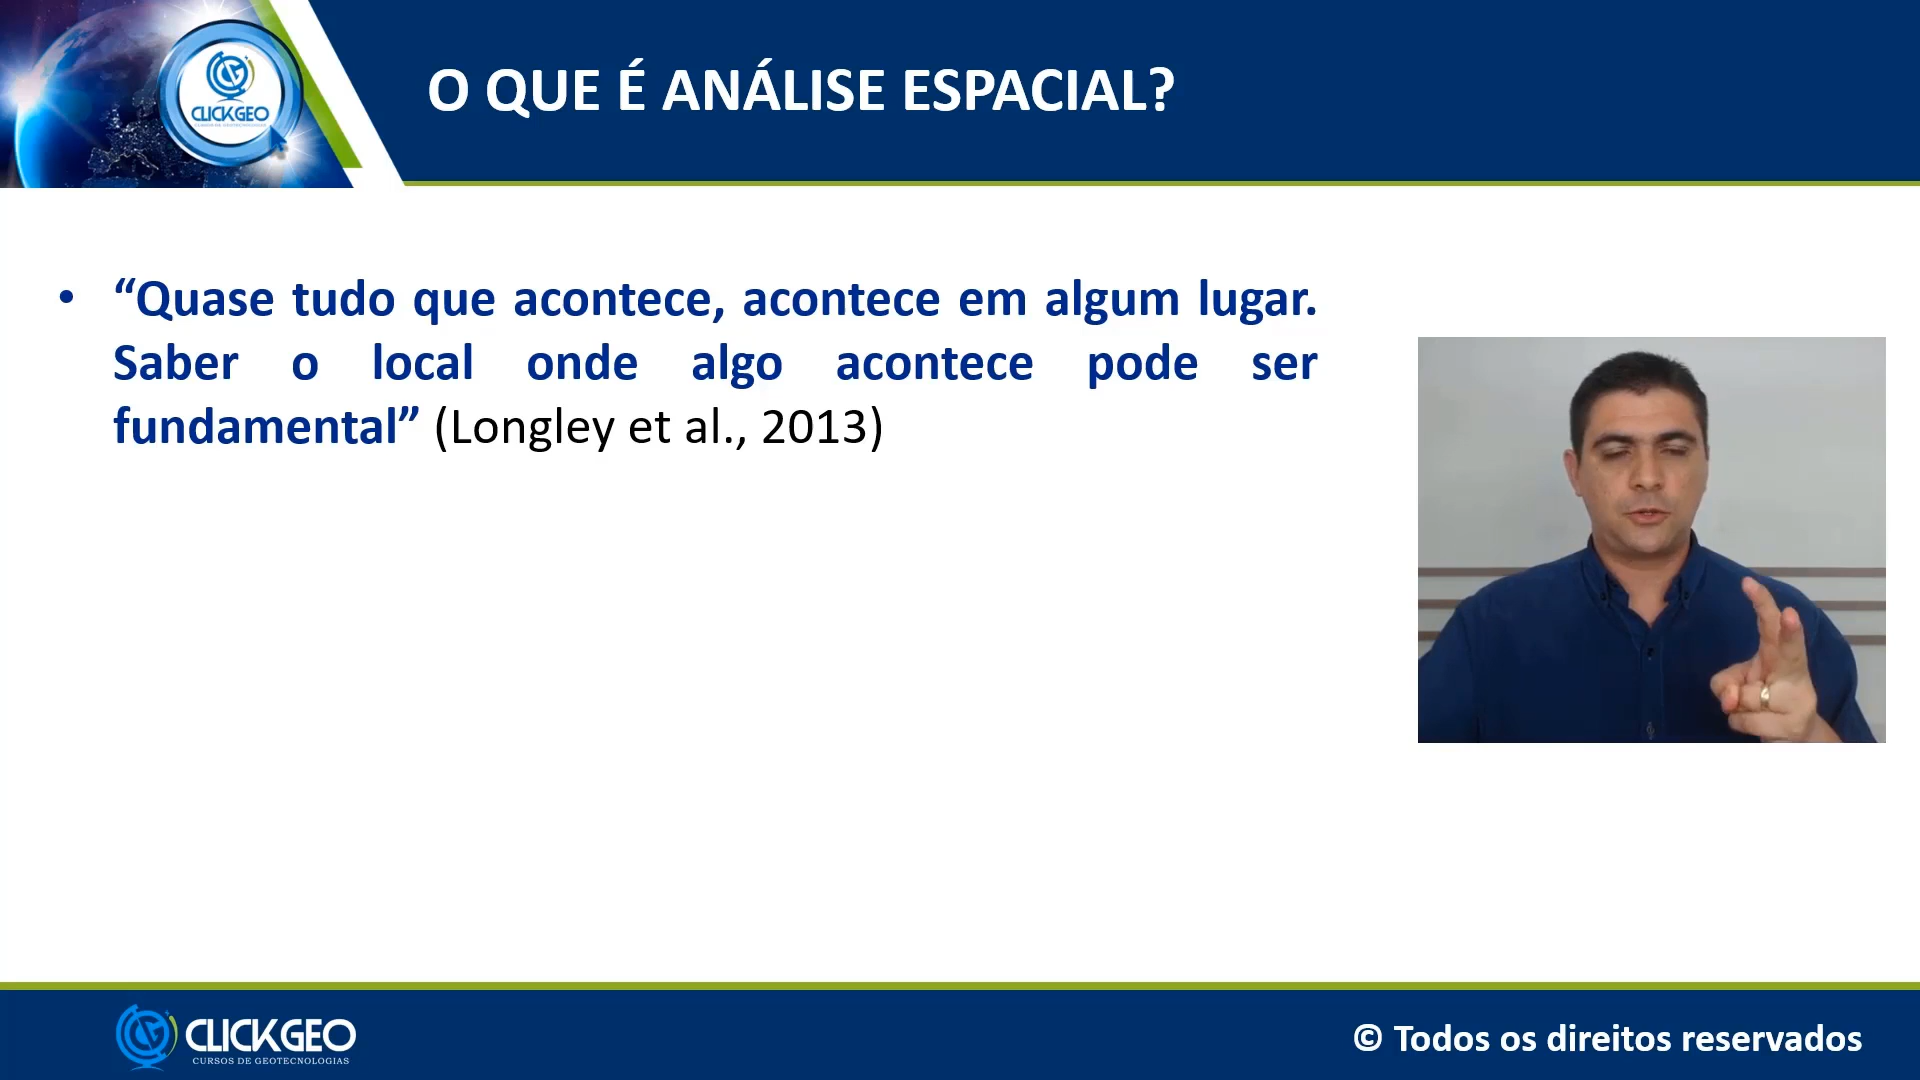 CLICKGEO
O QUE É ANÁLISE ESPACIAL?
• “Quase tudo que acontece, acontece em algum lugar.
Saber o local onde algo acontece pode ser
fundamental” (Longley et al., 2013)
CLICKGEO
CURSOS DE GEOTECNOLOGIAS
© Todos os direitos reservados